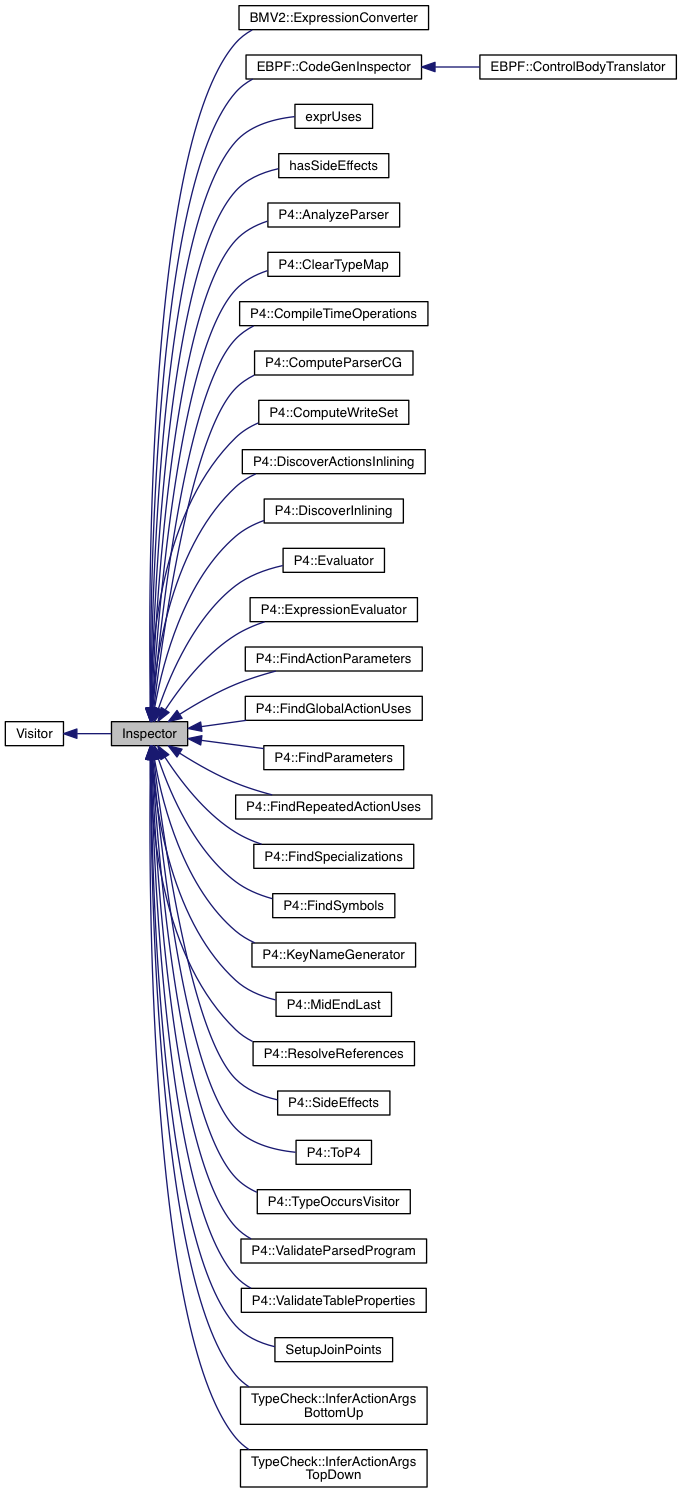 BMV2::ExpressionConverter
EBPF::CodeGenInspector
EBPF::ControlBodyTranslator
exprUses
hasSideEffects
P4::AnalyzeParser
P4::ClearTypeMap
P4::CompileTimeOperations
P4::ComputeParserCG
P4::ComputeWriteSet
P4::DiscoverActionsInlining
P4::DiscoverInlining
P4::Evaluator
P4::ExpressionEvaluator
P4::FindActionParameters
P4::FindGlobalActionUses
Visitor
Inspector
P4::FindParameters
P4::FindRepeatedActionUses
P4::FindSpecializations
P4::FindSymbols
P4::KeyNameGenerator
P4::MidEndLast
P4::ResolveReferences
P4::SideEffects
P4::ToP4
P4::TypeOccursVisitor
P4::ValidateParsedProgram
P4::ValidateTableProperties
SetupJoinPoints
TypeCheck::InferActionArgs
BottomUp
TypeCheck::InferActionArgs
TopDown